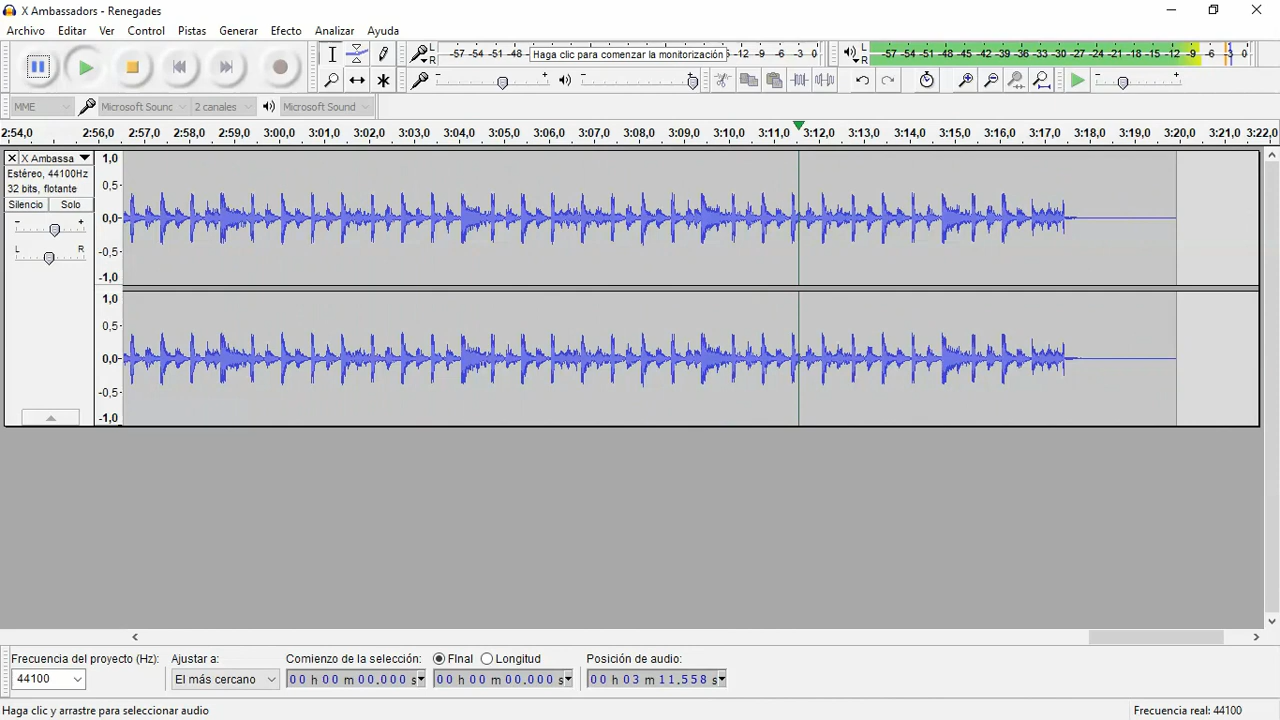 X Ambassadors - Renegades
Archivo Editar Ver Control Pistas Generar Efecto Analizar Ayuda
L R -57 -54 -51 -48 Haga clic para comenzar la monitorización -12 -9 -6 -3 0 L R -57 -54 -51 -48 -45 -42 -39 -36 -33 -30 -27 -24 -21 -18 -15 -12 -9 -6 -3 0
- + - + - +
MME Microsoft Sound 2 canales Microsoft Sound
2:54,0 2:56,0 2:57,0 2:58,0 2:59,0 3:00,0 3:01,0 3:02,0 3:03,0 3:04,0 3:05,0 3:06,0 3:07,0 3:08,0 3:09,0 3:10,0 3:11,0 3:12,0 3:13,0 3:14,0 3:15,0 3:16,0 3:17,0 3:18,0 3:19,0 3:20,0 3:21,0 3:22,0
X Ambassa 1,0
Estéreo, 44100Hz
32 bits, flotante 0,5
Silencio Solo
- + 0,0
L R -0,5
-1,0
1,0
0,5
0,0
-0,5
-1,0
Frecuencia del proyecto (Hz): Ajustar a: Comienzo de la selección: FInal Longitud Posición de audio:
44100 El más cercano 00 h 00 m 00.000 s 00 h 00 m 00.000 s 00 h 03 m 11.558 s
Haga clic y arrastre para seleccionar audio Frecuencia real: 44100